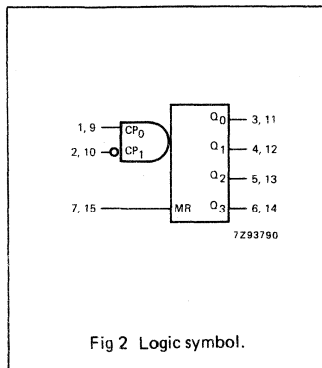 1, 9 CP0 Q0 3, 11
2, 10 CP1 Q1 4, 12
Q2 5, 13
7, 15 MR Q3 6, 14
7Z93790
Fig 2 Logic symbol.